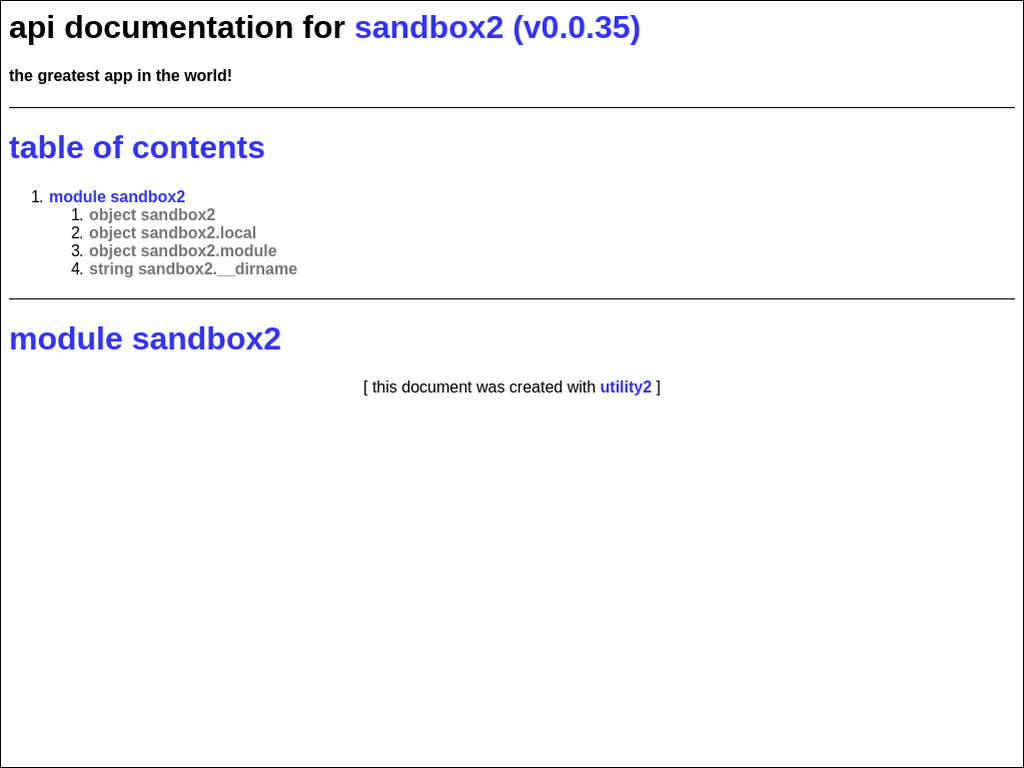 api documentation for sandbox2 (v0.0.35)
the greatest app in the world!
table of contents
1. module sandbox2
1. object sandbox2
2. object sandbox2.local
3. object sandbox2.module
4. string sandbox2.__dirname
module sandbox2
[ this document was created with utility2 ]